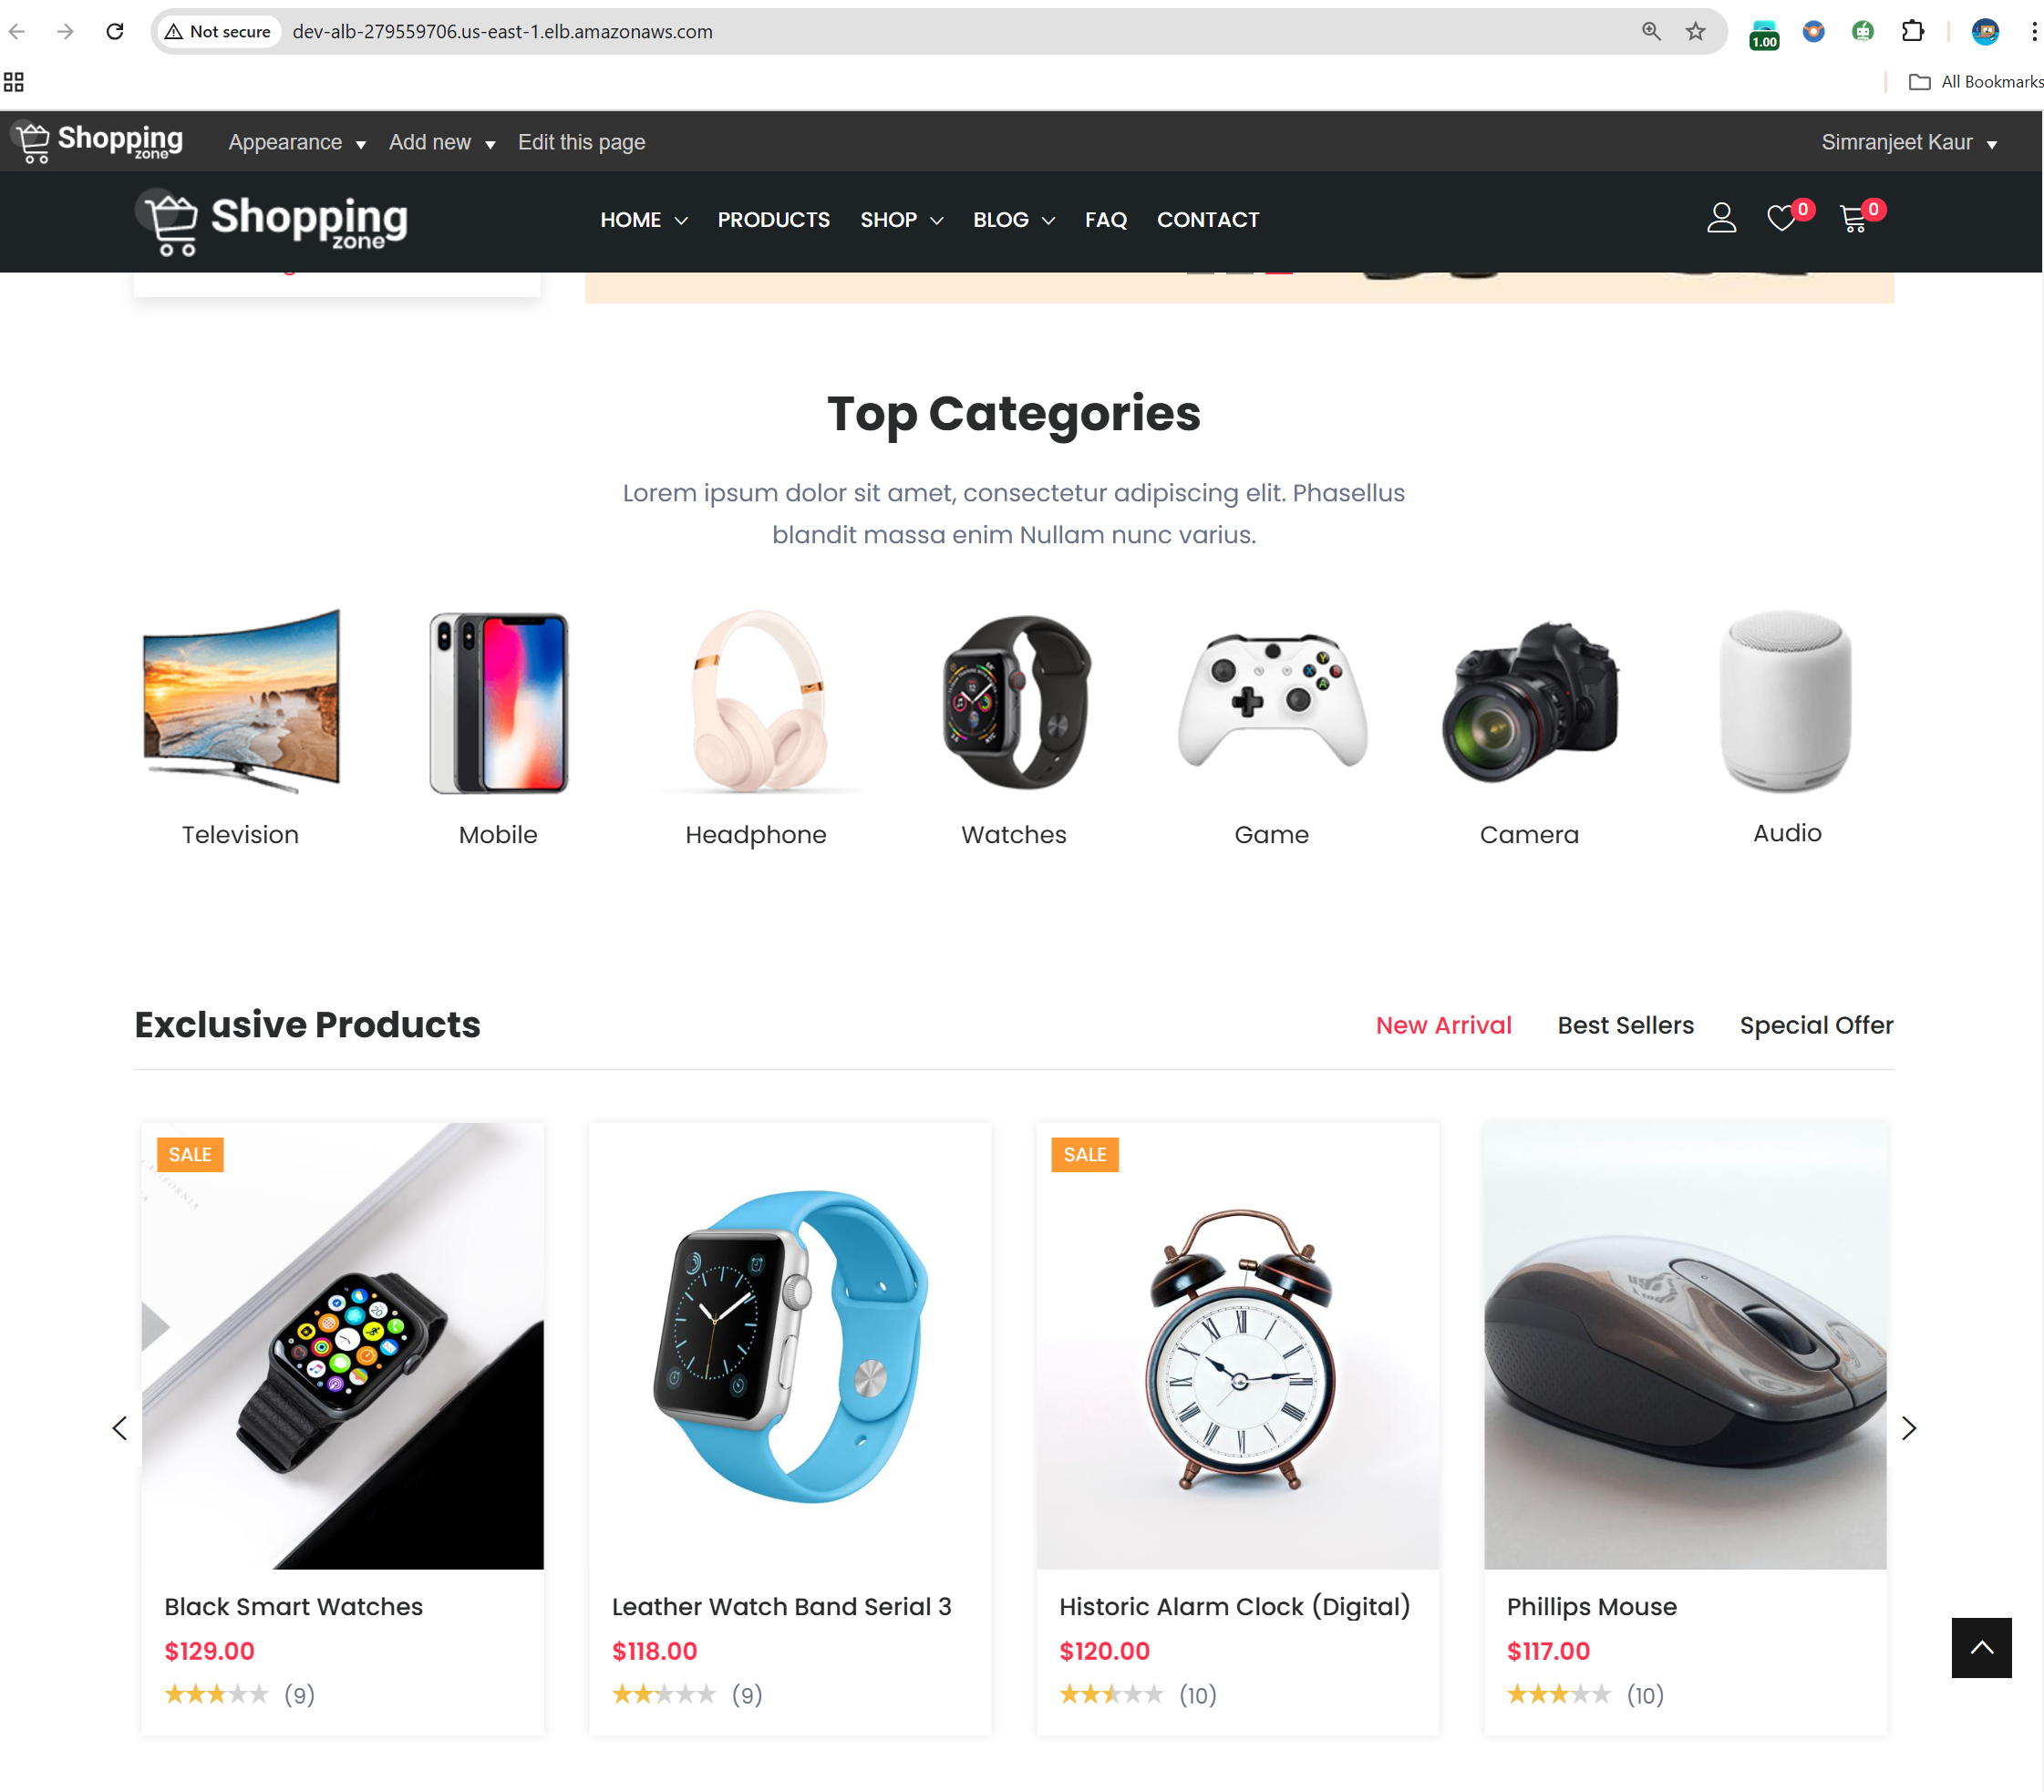 Not secure dev-alb-279559706.us-east-1.elb.amazonaws.com 1.00
All Bookmarks
Shopping zone Appearance Add new Edit this page Simranjeet Kaur
Shopping zone HOME PRODUCTS SHOP BLOG FAQ CONTACT 0 0
Top Categories
Lorem ipsum dolor sit amet, consectetur adipiscing elit. Phasellus
blandit massa enim Nullam nunc varius.
Television Mobile Headphone Watches Game Camera Audio
Exclusive Products New Arrival Best Sellers Special Offer
SALE SALE
Black Smart Watches Leather Watch Band Serial 3 Historic Alarm Clock (Digital) Phillips Mouse
$129.00 $118.00 $120.00 $117.00
(9) (9) (10) (10)